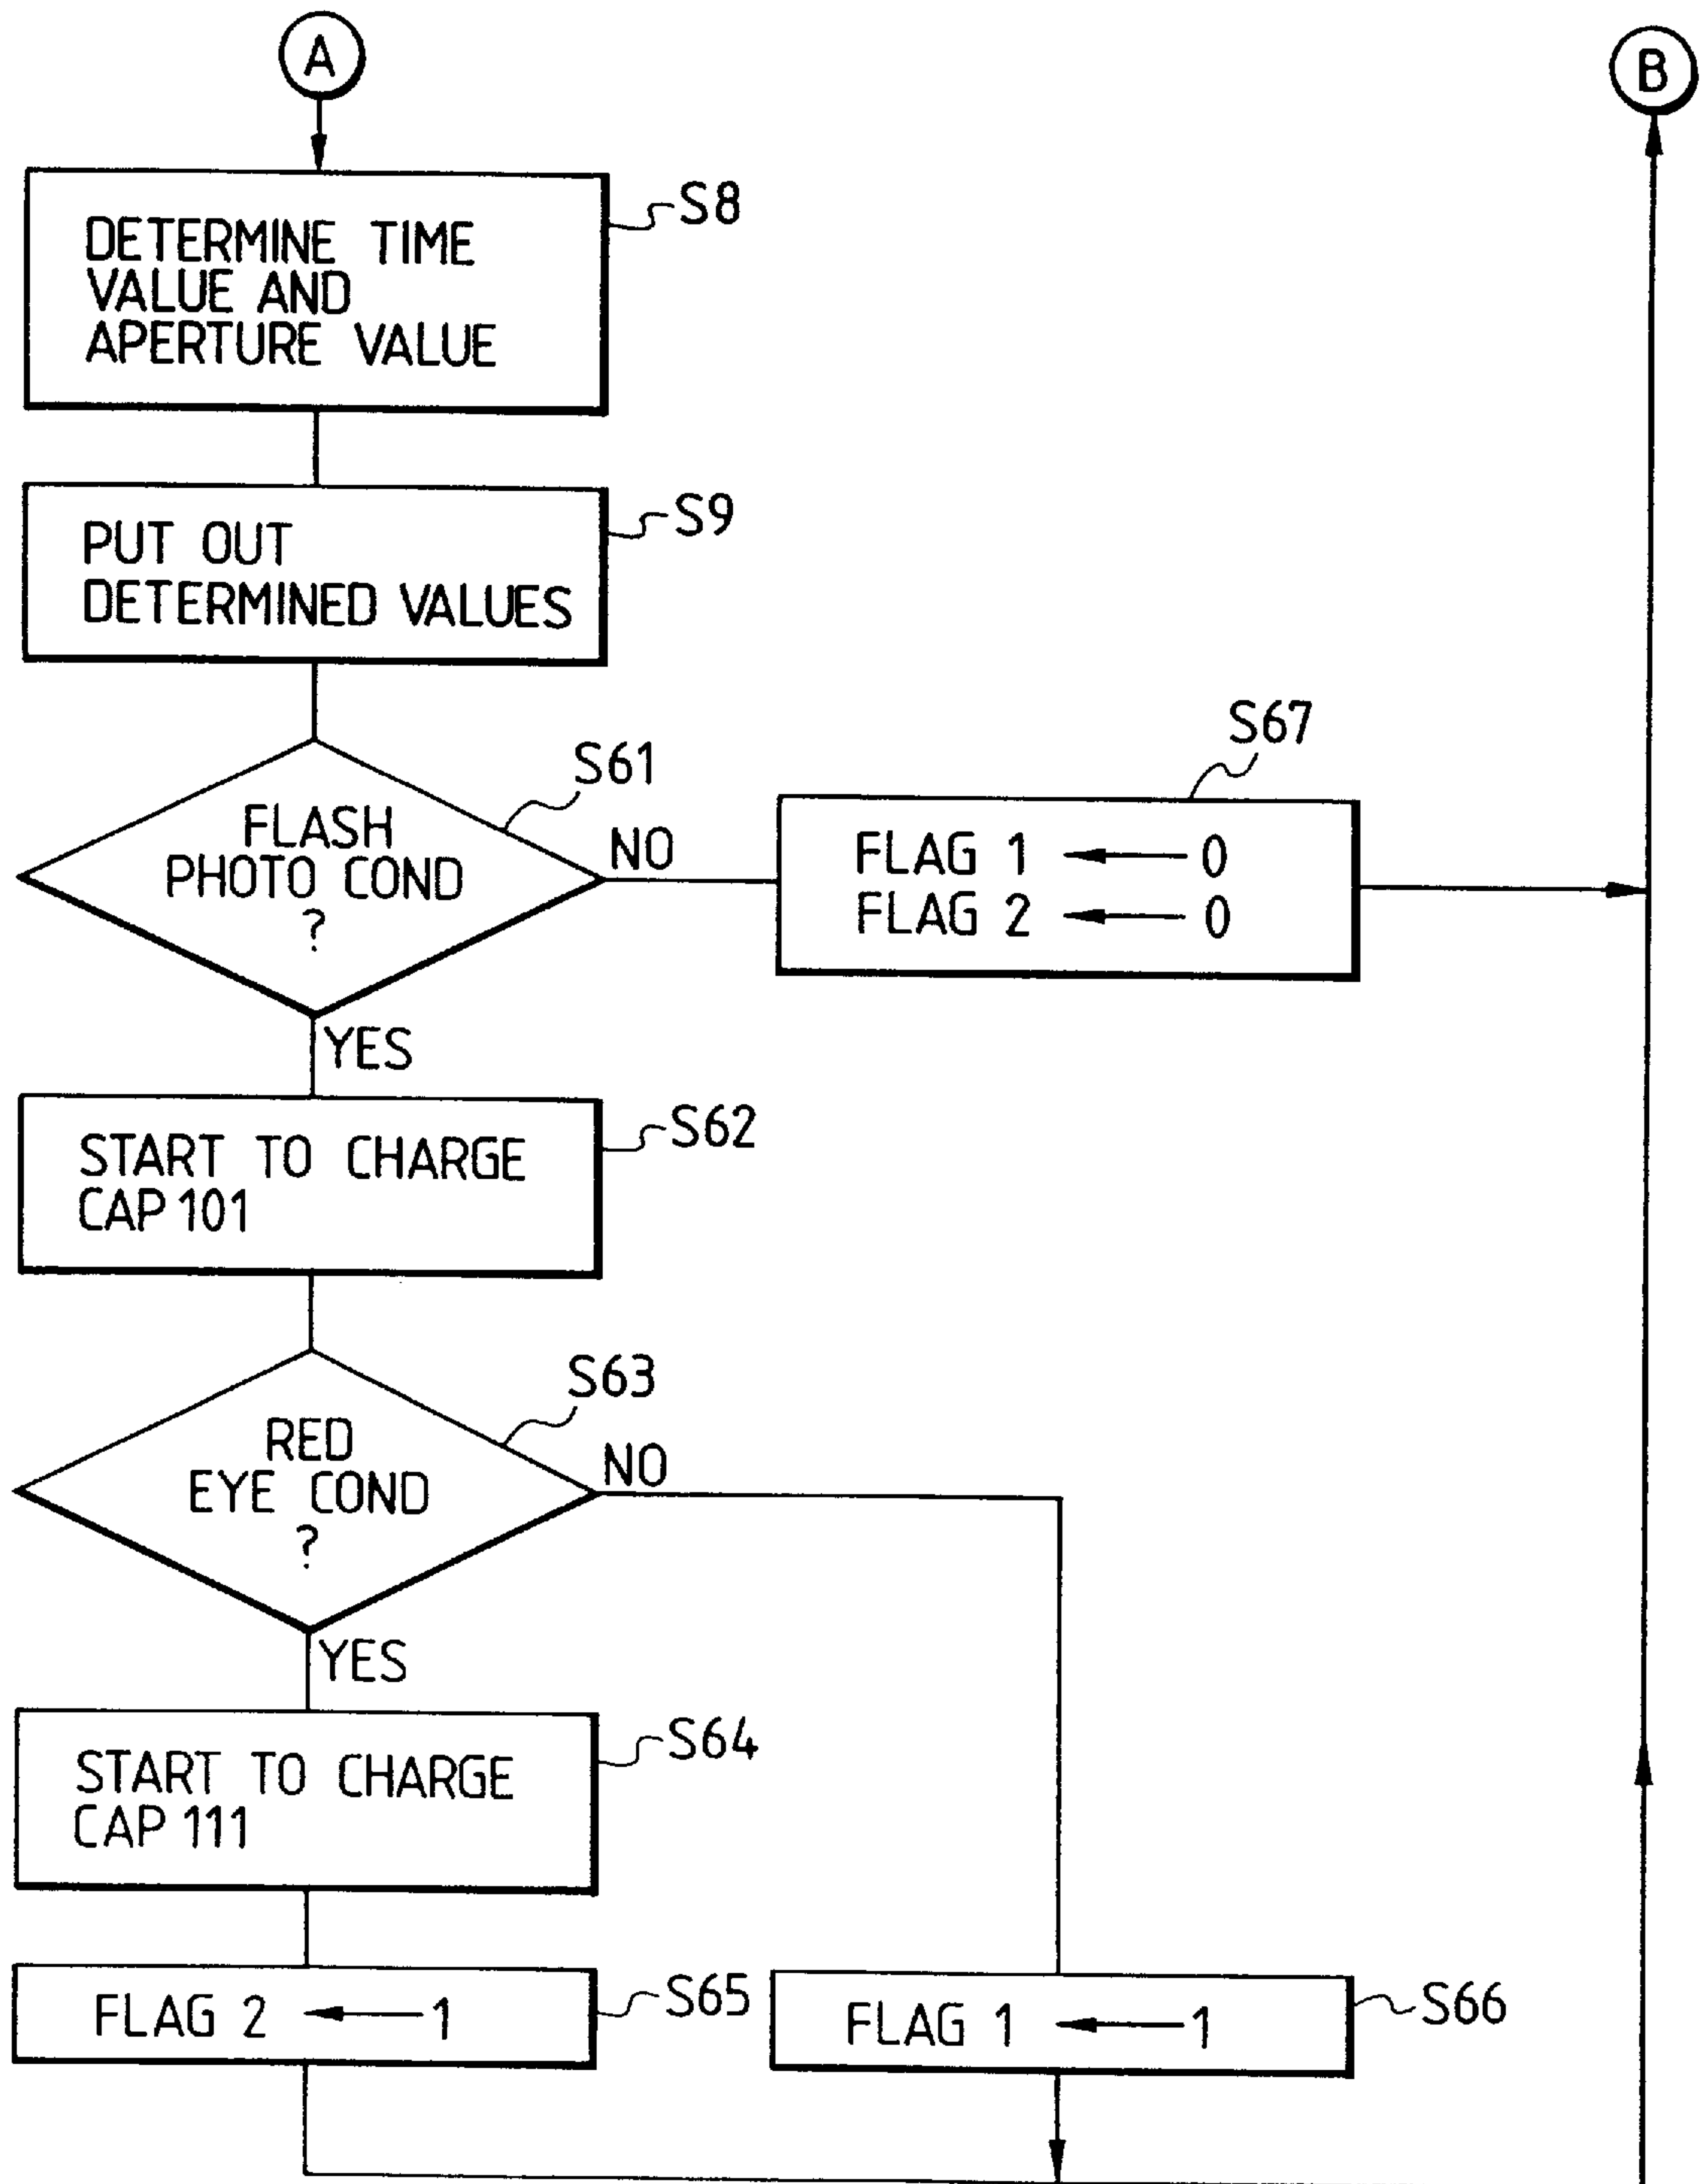 A
B
DETERMINE TIME
VALUE AND
APERTURE VALUE
S8
PUT OUT
DETERMINED VALUES
S9
FLASH
PHOTO COND
?
S61
NO
YES
FLAG 1 ← 0
FLAG 2 ← 0
S67
START TO CHARGE
CAP 101
S62
RED
EYE COND
?
S63
NO
YES
START TO CHARGE
CAP 111
S64
FLAG 2 ← 1
S65
FLAG 1 ← 1
S66